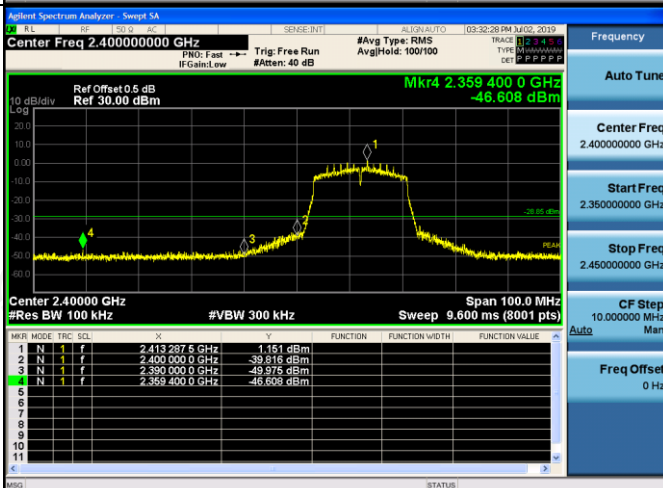 Agilent Spectrum Analyzer - Swept SA
RL RF 50 Ω AC SENSE:INT ALIGNAUTO 03:32:28 PM Jul 02, 2019
Center Freq 2.400000000 GHz
PNO: Fast
IFGain:Low
Trig: Free Run
#Atten: 40 dB
#Avg Type: RMS
Avg|Hold: 100/100
TRACE 1 2 3 4 5 6
TYPE M
DET P P P P P P
Ref Offset 0.5 dB
10 dB/div Ref 30.00 dBm
Log
Mkr4 2.359 400 0 GHz
-46.608 dBm
20.0
10.0
0.00
-10.0
-20.0
-30.0
-40.0
-50.0
-60.0
1
2
3
4
-28.85 dBm
PEAK
Center 2.40000 GHz Span 100.0 MHz
#Res BW 100 kHz #VBW 300 kHz Sweep 9.600 ms (8001 pts)
MKR MODE TRC SCL X Y FUNCTION FUNCTION WIDTH FUNCTION VALUE
1 N 1 f 2.413 287 5 GHz 1.151 dBm
2 N 1 f 2.400 000 0 GHz -39.816 dBm
3 N 1 f 2.390 000 0 GHz -49.975 dBm
4 N 1 f 2.359 400 0 GHz -46.608 dBm
5
6
7
8
9
10
11
MSG STATUS
Frequency
Auto Tune
Center Freq
2.400000000 GHz
Start Freq
2.350000000 GHz
Stop Freq
2.450000000 GHz
CF Step
10.000000 MHz
Auto Man
Freq Offset
0 Hz